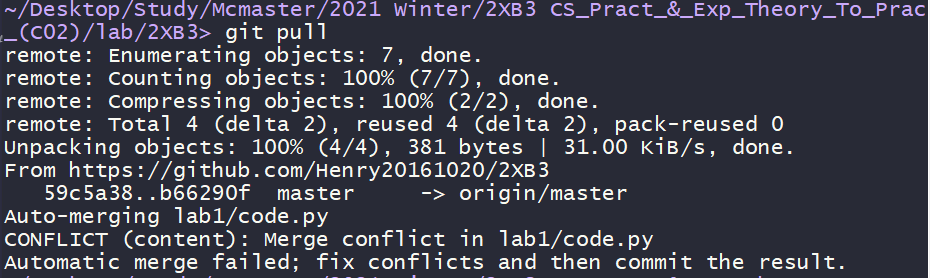 ~/Desktop/Study/Mcmaster/2021 Winter/2XB3 CS_Pract_&_Exp_Theory_To_Prac
_(C02)/lab/2XB3> git pull
remote: Enumerating objects: 7, done.
remote: Counting objects: 100% (7/7), done.
remote: Compressing objects: 100% (2/2), done.
remote: Total 4 (delta 2), reused 4 (delta 2), pack-reused 0
Unpacking objects: 100% (4/4), 381 bytes | 31.00 KiB/s, done.
From https://github.com/Henry20161020/2XB3
   59c5a38..b66290f  master     -> origin/master
Auto-merging lab1/code.py
CONFLICT (content): Merge conflict in lab1/code.py
Automatic merge failed; fix conflicts and then commit the result.